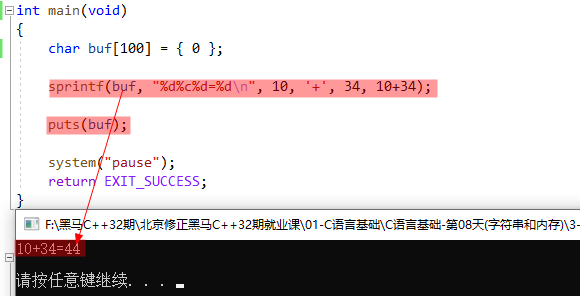 int main(void)
{
char buf[100] = { 0 };
sprintf(buf, "%d%c%d=%d\n", 10, '+', 34, 10+34);
puts(buf);
system("pause");
return EXIT_SUCCESS;
}
F:\黑马C++32期\北京修正黑马C++32期就业课\01-C语言基础\C语言基础-第08天(字符串和内存)\3-
10+34=44
请按任意键继续. . .